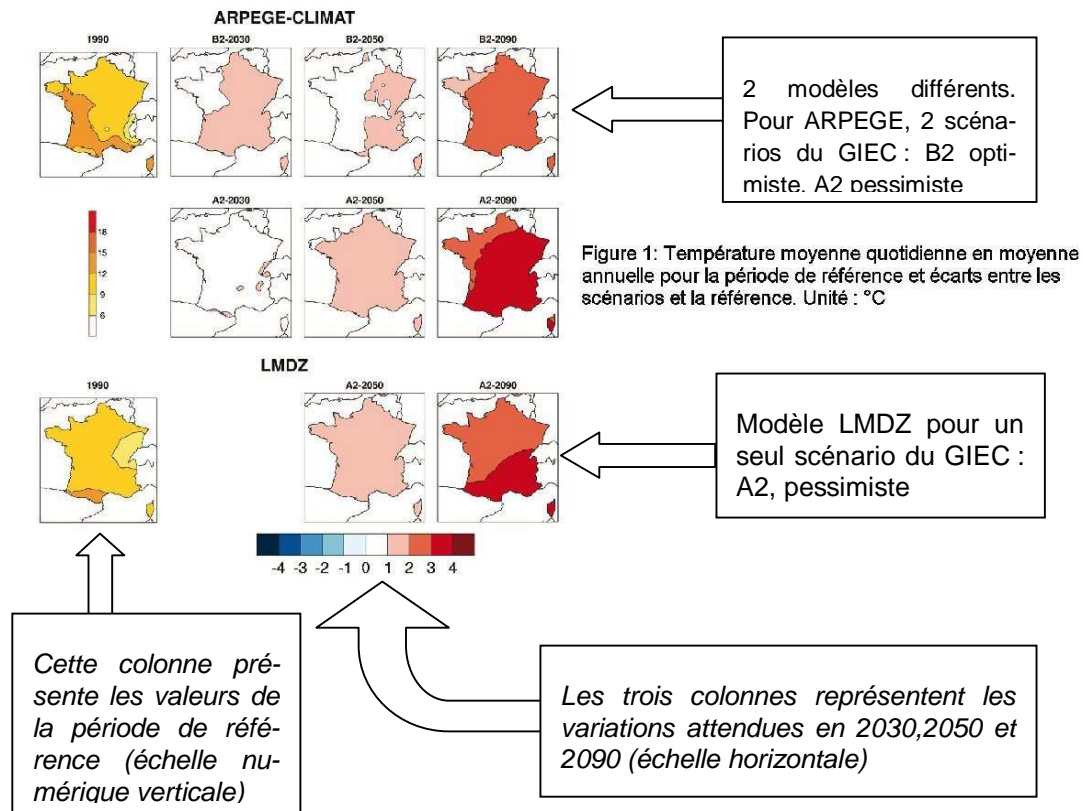 ARPEGE-CLIMAT
1990
B2-2030
B2-2050
B2-2090
2 modèles différents.
Pour ARPEGE, 2 scéna-
rios du GIEC : B2 opti-
miste, A2 pessimiste
A2-2030
A2-2050
A2-2090
18
15
12
9
6
Figure 1: Température moyenne quotidienne en moyenne
annuelle pour la période de référence et écarts entre les
scénarios et la référence. Unité : °C
LMDZ
1990
A2-2050
A2-2090
Modèle LMDZ pour un
seul scénario du GIEC :
A2, pessimiste
-4 -3 -2 -1 0 1 2 3 4
Cette colonne pré-
sente les valeurs de
la période de réfé-
rence (échelle nu-
mérique verticale)
Les trois colonnes représentent les
variations attendues en 2030,2050 et
2090 (échelle horizontale)